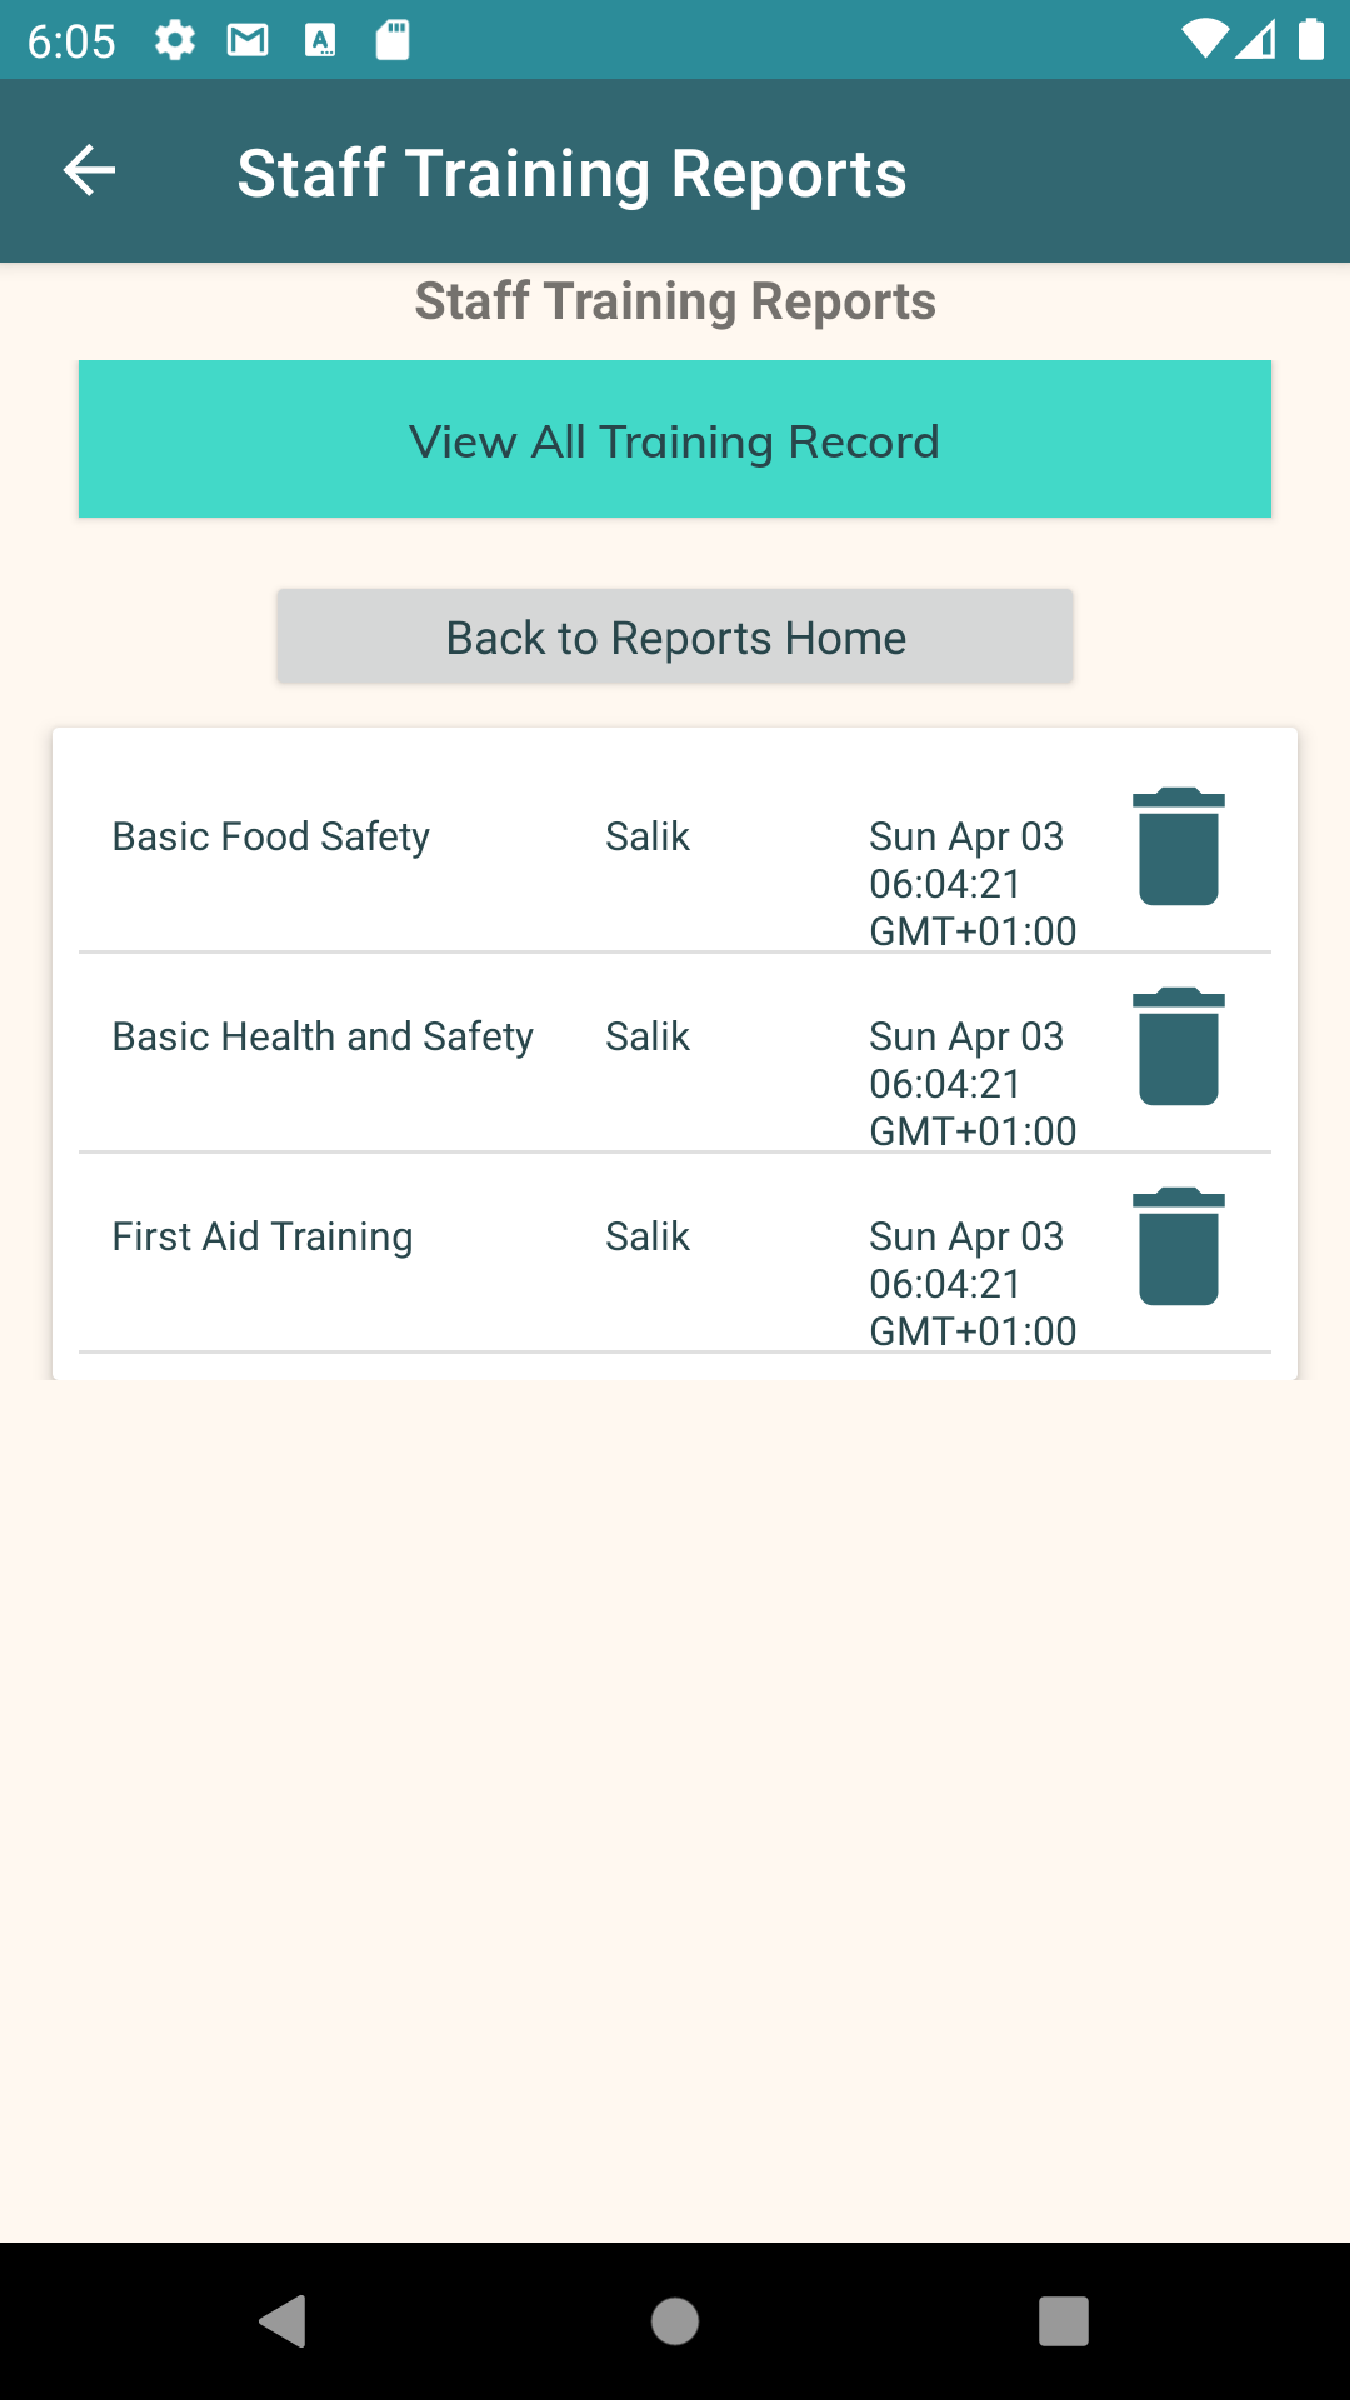 6:05
Staff Training Reports
Staff Training Reports
View All Training Record
Back to Reports Home
Basic Food Safety Salik Sun Apr 03
06:04:21
GMT+01:00
Basic Health and Safety Salik Sun Apr 03
06:04:21
GMT+01:00
First Aid Training Salik Sun Apr 03
06:04:21
GMT+01:00